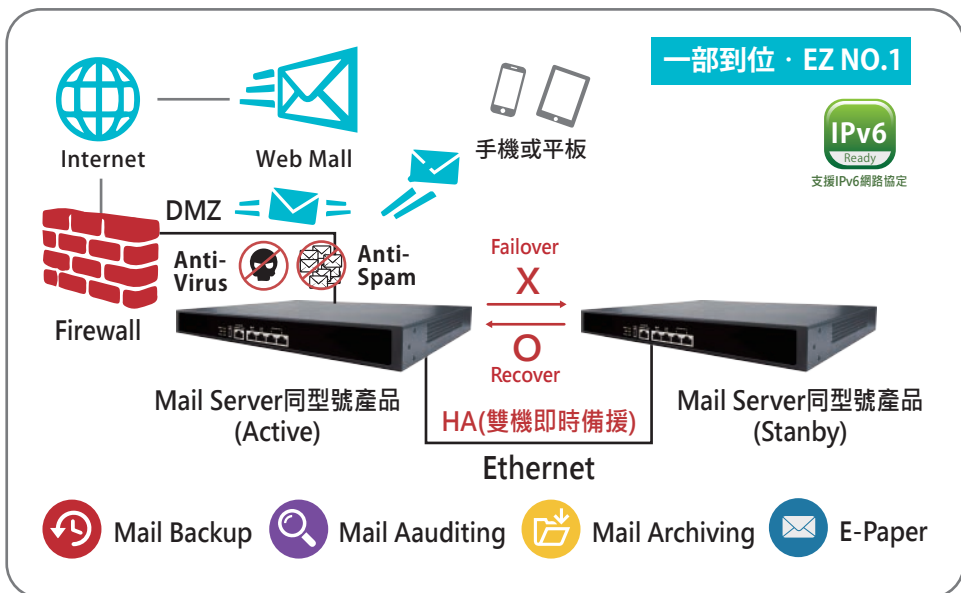 一部到位 · EZ NO.1
IPv6
Ready
支援IPv6網路協定
Internet
Web Mall
手機或平板
DMZ
Anti-
Virus
Anti-
Spam
Firewall
Failover
X
O
Recover
Mail Server同型號產品
(Active)
HA(雙機即時備援)
Ethernet
Mail Server同型號產品
(Stanby)
Mail Backup
Mail Aauditing
Mail Archiving
E-Paper